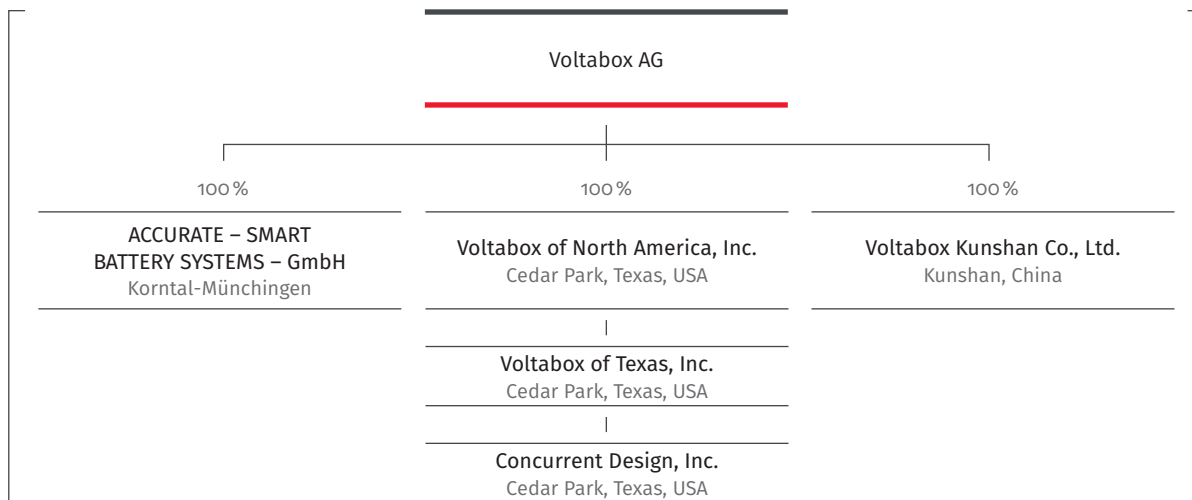 Voltabox AG
100 %
100 %
100 %
ACCURATE – SMART
BATTERY SYSTEMS – GmbH
Korntal-Münchingen
Voltabox of North America, Inc.
Cedar Park, Texas, USA
Voltabox Kunshan Co., Ltd.
Kunshan, China
Voltabox of Texas, Inc.
Cedar Park, Texas, USA
Concurrent Design, Inc.
Cedar Park, Texas, USA